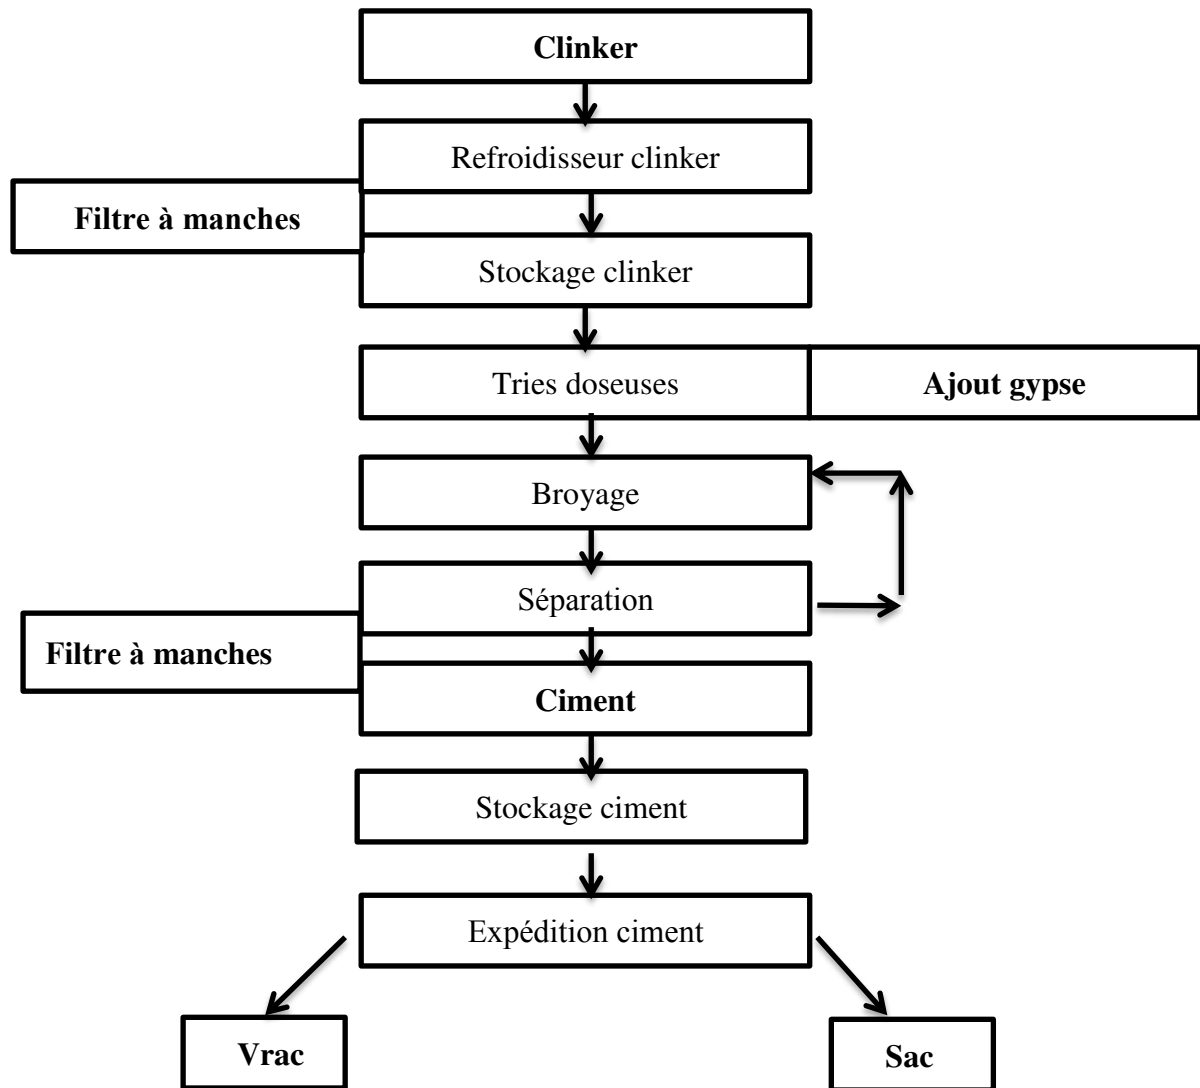 Clinker
Refroidisseur clinker
Filtre à manches
Stockage clinker
Tries doseuses
Ajout gypse
Broyage
Séparation
Filtre à manches
Ciment
Stockage ciment
Expédition ciment
Vrac
Sac